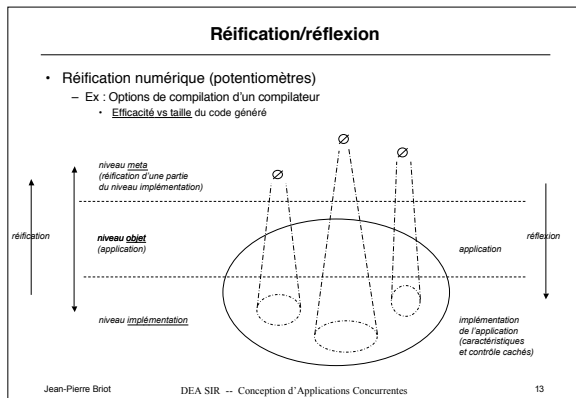 Réification/réflexion
• Réification numérique (potentiomètres)
– Ex : Options de compilation d'un compilateur
• Efficacité vs taille du code généré
niveau meta
(réification d'une partie
du niveau implémentation)
réification
niveau objet
(application)
application
réflexion
niveau implémentation
implémentation
de l'application
(caractéristiques
et contrôle cachés)
Jean-Pierre Briot
DEA SIR -- Conception d'Applications Concurrentes
13